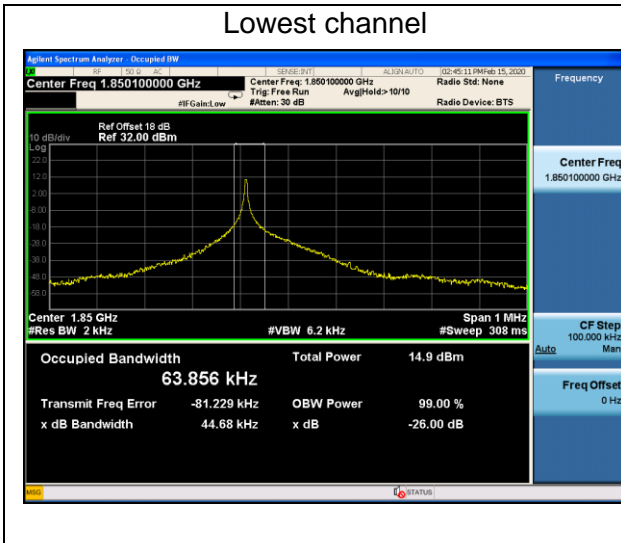 Lowest channel
Agilent Spectrum Analyzer - Occupied BW
RF 50 Ω AC SENSE:INT ALIGN AUTO 02:45:11 PM Feb 15, 2020
Center Freq 1.850100000 GHz
Center Freq: 1.850100000 GHz Radio Std: None
Trig: Free Run Avg|Hold:> 10/10
#IFGain:Low #Atten: 30 dB Radio Device: BTS
Frequency
Ref Offset 18 dB
10 dB/div Ref 32.00 dBm
Log
22.0
12.0
2.00
-8.00
-18.0
-28.0
-38.0
-48.0
-58.0
Center Freq
1.850100000 GHz
Center 1.85 GHz Span 1 MHz
#Res BW 2 kHz #VBW 6.2 kHz #Sweep 308 ms
CF Step
100.000 kHz
Auto Man
Occupied Bandwidth Total Power 14.9 dBm
63.856 kHz
Transmit Freq Error -81.229 kHz OBW Power 99.00 %
x dB Bandwidth 44.68 kHz x dB -26.00 dB
Freq Offset
0 Hz
MSG STATUS